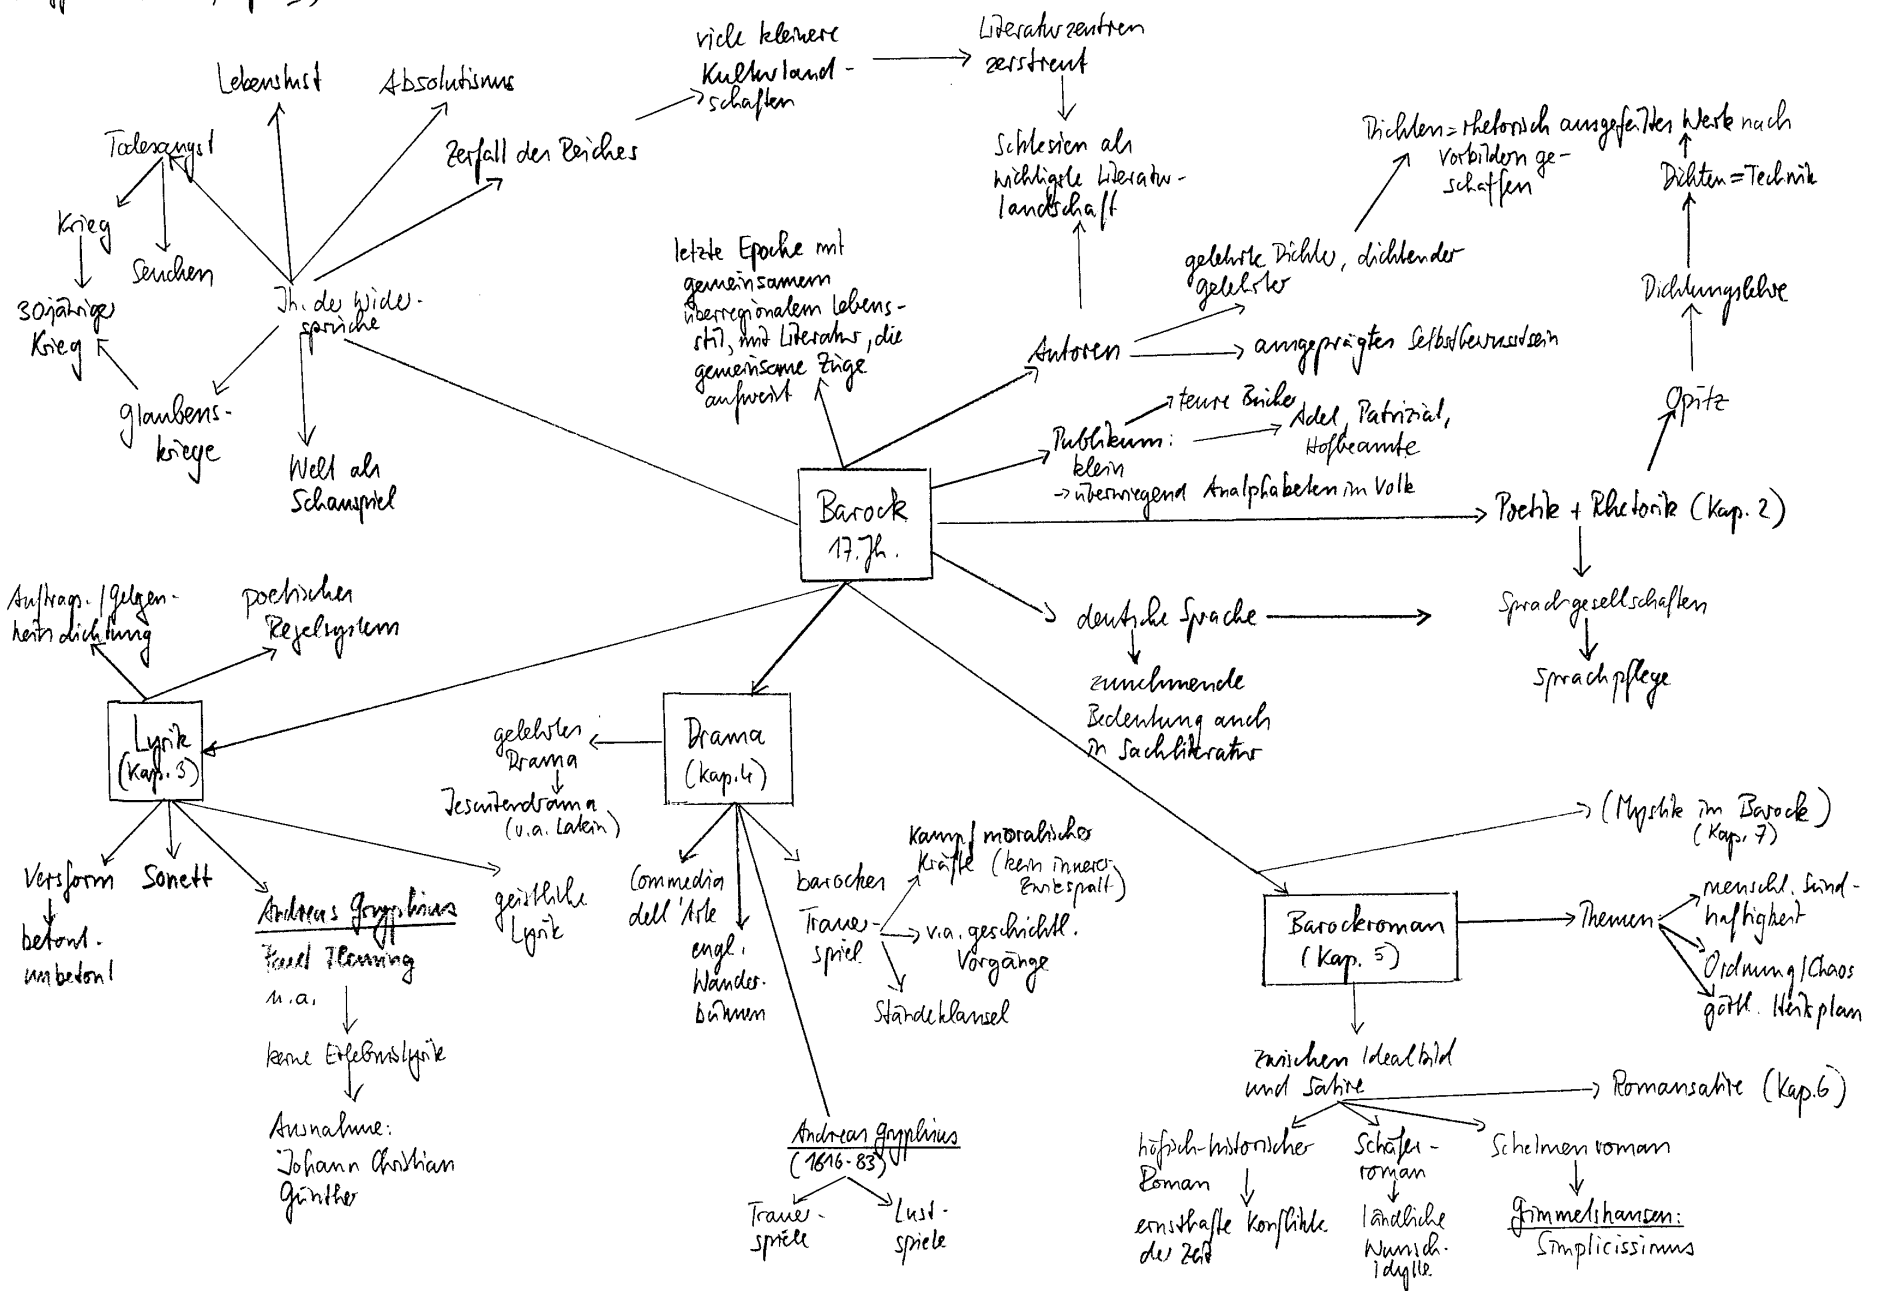 Lebenslust
Absolutismus
Todesangst
Zerfall des Reiches
viele kleinere
Kulturland-
schaften
Literaturzentren
zerstreut
Schlesien als
wichtigste Literatur-
landschaft
Krieg
Seuchen
30jähriger
Krieg
Jh. der Wider-
sprüche
Glaubens-
kriege
Welt als
Schauspiel
letzte Epoche mit
gemeinsamem
überregionalem Lebens-
stil, mit Literatur, die
gemeinsame Züge
aufweist
Dichten = rhetorisch ausgefeiltes Werk nach
Vorbildern ge-
schaffen
Dichten = Technik
gelehrte Dichter, dichtender
Gelehrter
Dichtungslehre
Autoren
ausgeprägtes Selbstbewusstsein
Opitz
teure Bücher
Publikum:
klein
Adel, Patrizial,
Hofbeamte
→ überwiegend Analphabeten im Volk
Barock
17. Jh.
Poetik + Rhetorik (Kap. 2)
deutsche Sprache
Sprachgesellschaften
Sprachpflege
zunehmende
Bedeutung auch
in Sachliteratur
Auftrags-/Gelgen-
heitsdichtung
poetisches
Regelsystem
Lyrik
(Kap. 3)
Versform
betont-
unbetont
Sonett
Andreas Gryphius
Paul Fleming
u.a.
keine Erlebnislyrik
Ausnahme:
Johann Christian
Günther
geistliche
Lyrik
Drama
(Kap. 4)
gelehrtes
Drama
Jesuitendrama
(v.a. Latein)
Commedia
dell'Arte
engl.
Wander-
bühnen
barockes
Trauer-
spiel
Kampf moralischer
Kräfte (kein innerer
Zwiespalt)
v.a. geschichtl.
Vorgänge
Ständeklausel
Andreas Gryphius
(1616-83)
Trauer-
spiele
Lust-
spiele
(Mystik im Barock)
(Kap. 7)
Barockroman
(Kap. 5)
Themen
menschl. Sünd-
haftigkeit
Ordnung/Chaos
göttl. Heilsplan
zwischen Idealbild
und Satire
Romansatire (Kap. 6)
höfisch-historischer
Roman
ernsthafte Konflikte
der Zeit
Schäfer-
roman
ländliche
Wunsch-
idylle
Schelmenroman
Grimmelshausen:
Simplicissimus